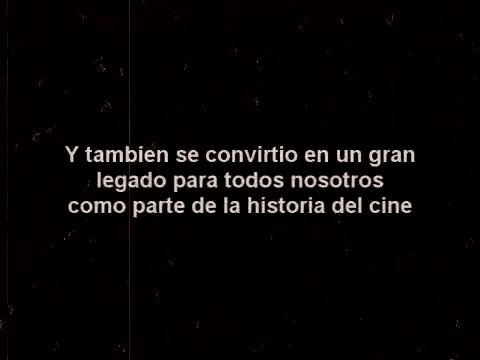 Y tambien se convirtio en un gran
legado para todos nosotros
como parte de la historia del cine